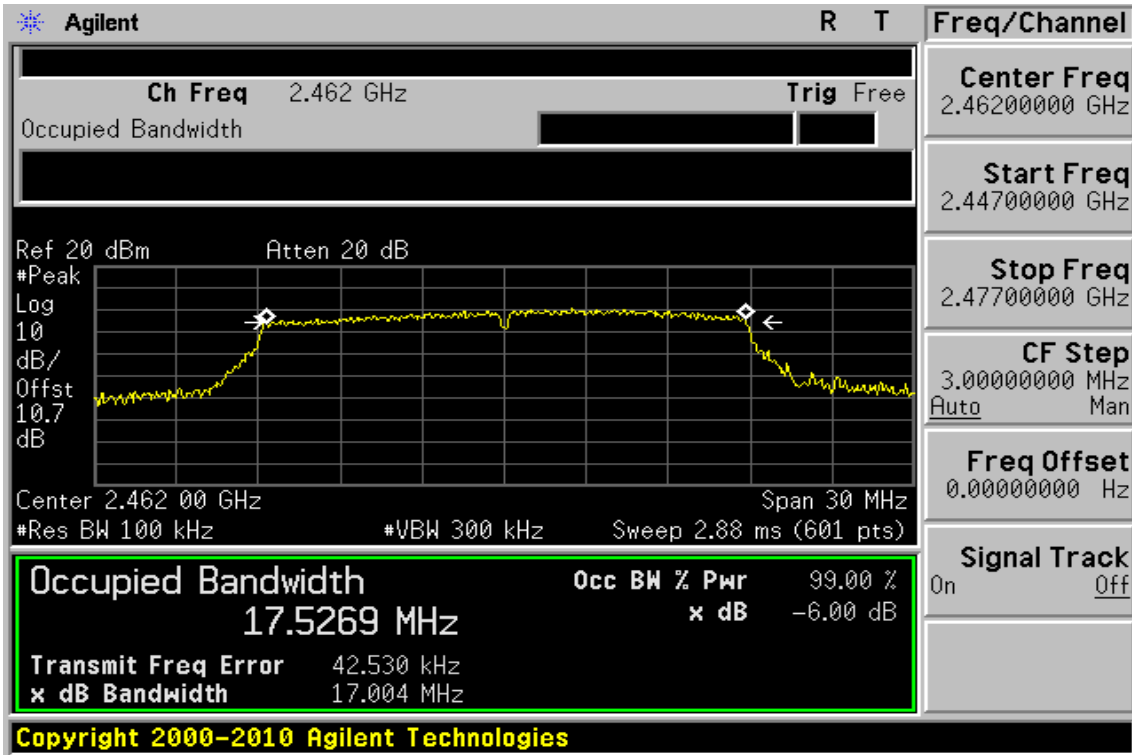 Agilent R T
Ch Freq 2.462 GHz Trig Free
Occupied Bandwidth
Ref 20 dBm Atten 20 dB
#Peak
Log
10
dB/
Offst
10.7
dB
Center 2.462 00 GHz Span 30 MHz
#Res BW 100 kHz #VBW 300 kHz Sweep 2.88 ms (601 pts)
Occupied Bandwidth Occ BW % Pwr 99.00 %
17.5269 MHz x dB -6.00 dB
Transmit Freq Error 42.530 kHz
x dB Bandwidth 17.004 MHz
Copyright 2000-2010 Agilent Technologies
Freq/Channel
Center Freq
2.46200000 GHz
Start Freq
2.44700000 GHz
Stop Freq
2.47700000 GHz
CF Step
3.00000000 MHz
Auto Man
Freq Offset
0.00000000 Hz
Signal Track
On Off